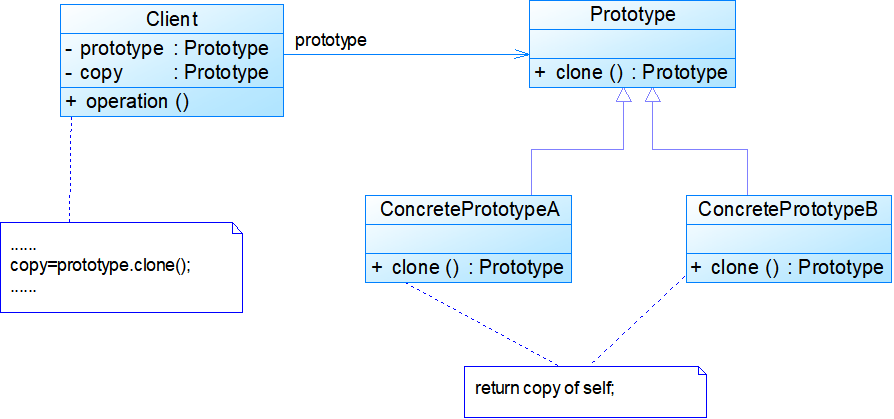 Client
- prototype : Prototype
- copy : Prototype
+ operation ()
prototype
Prototype
+ clone () : Prototype
ConcretePrototypeA
+ clone () : Prototype
ConcretePrototypeB
+ clone () : Prototype
......
copy=prototype.clone();
......
return copy of self;